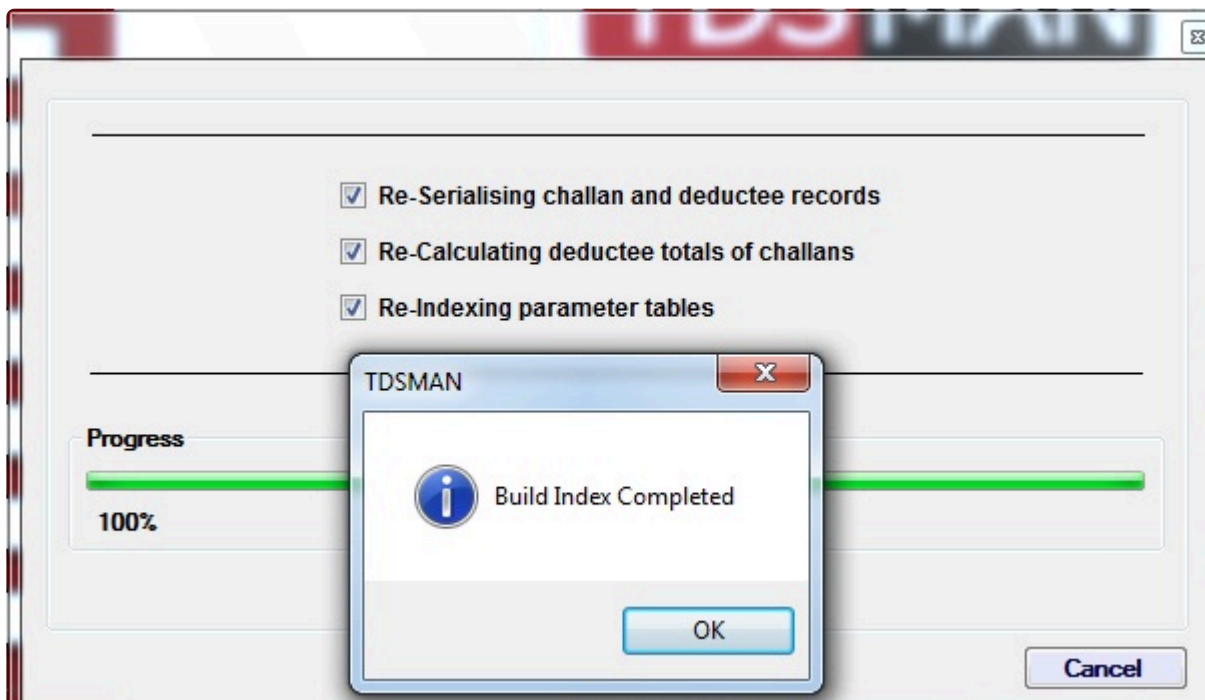 TDSMAN
Re-Serialising challan and deductee records
Re-Calculating deductee totals of challans
Re-Indexing parameter tables
TDSMAN
Progress
Build Index Completed
100%
OK
Cancel